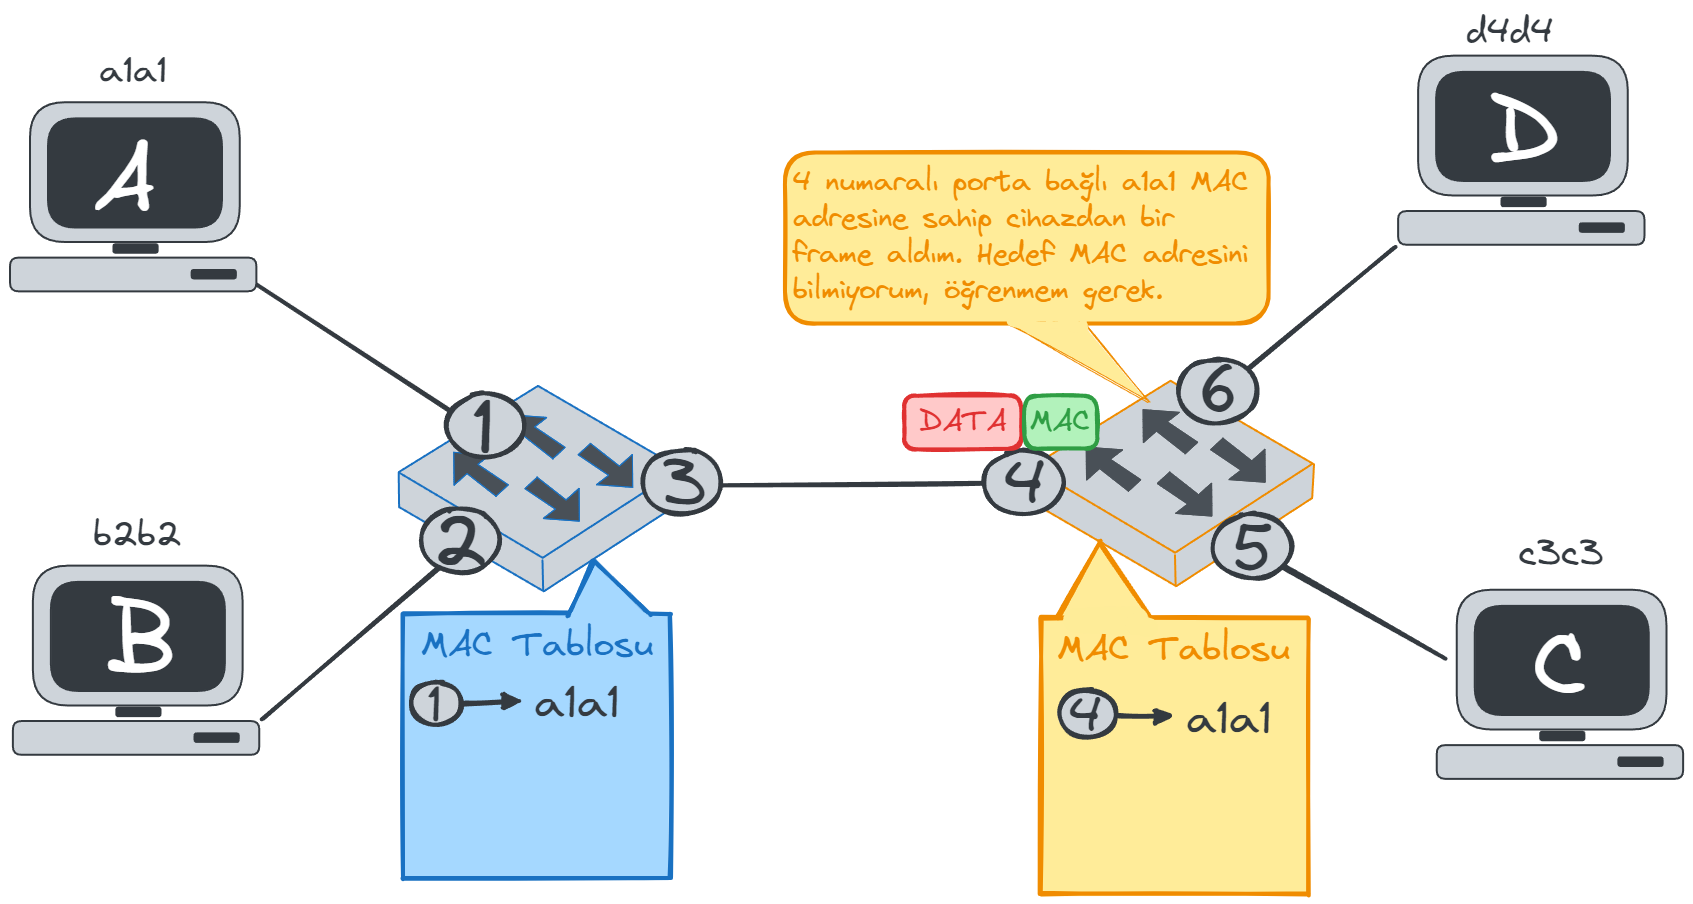 a1a1
A
d4d4
D
4 numaralı porta bağlı a1a1 MAC
adresine sahip cihazdan bir
frame aldım. Hedef MAC adresini
bilmiyorum, öğrenmem gerek.
1
2
3
DATA
MAC
4
6
5
b2b2
B
c3c3
C
MAC Tablosu
1 a1a1
MAC Tablosu
4 a1a1